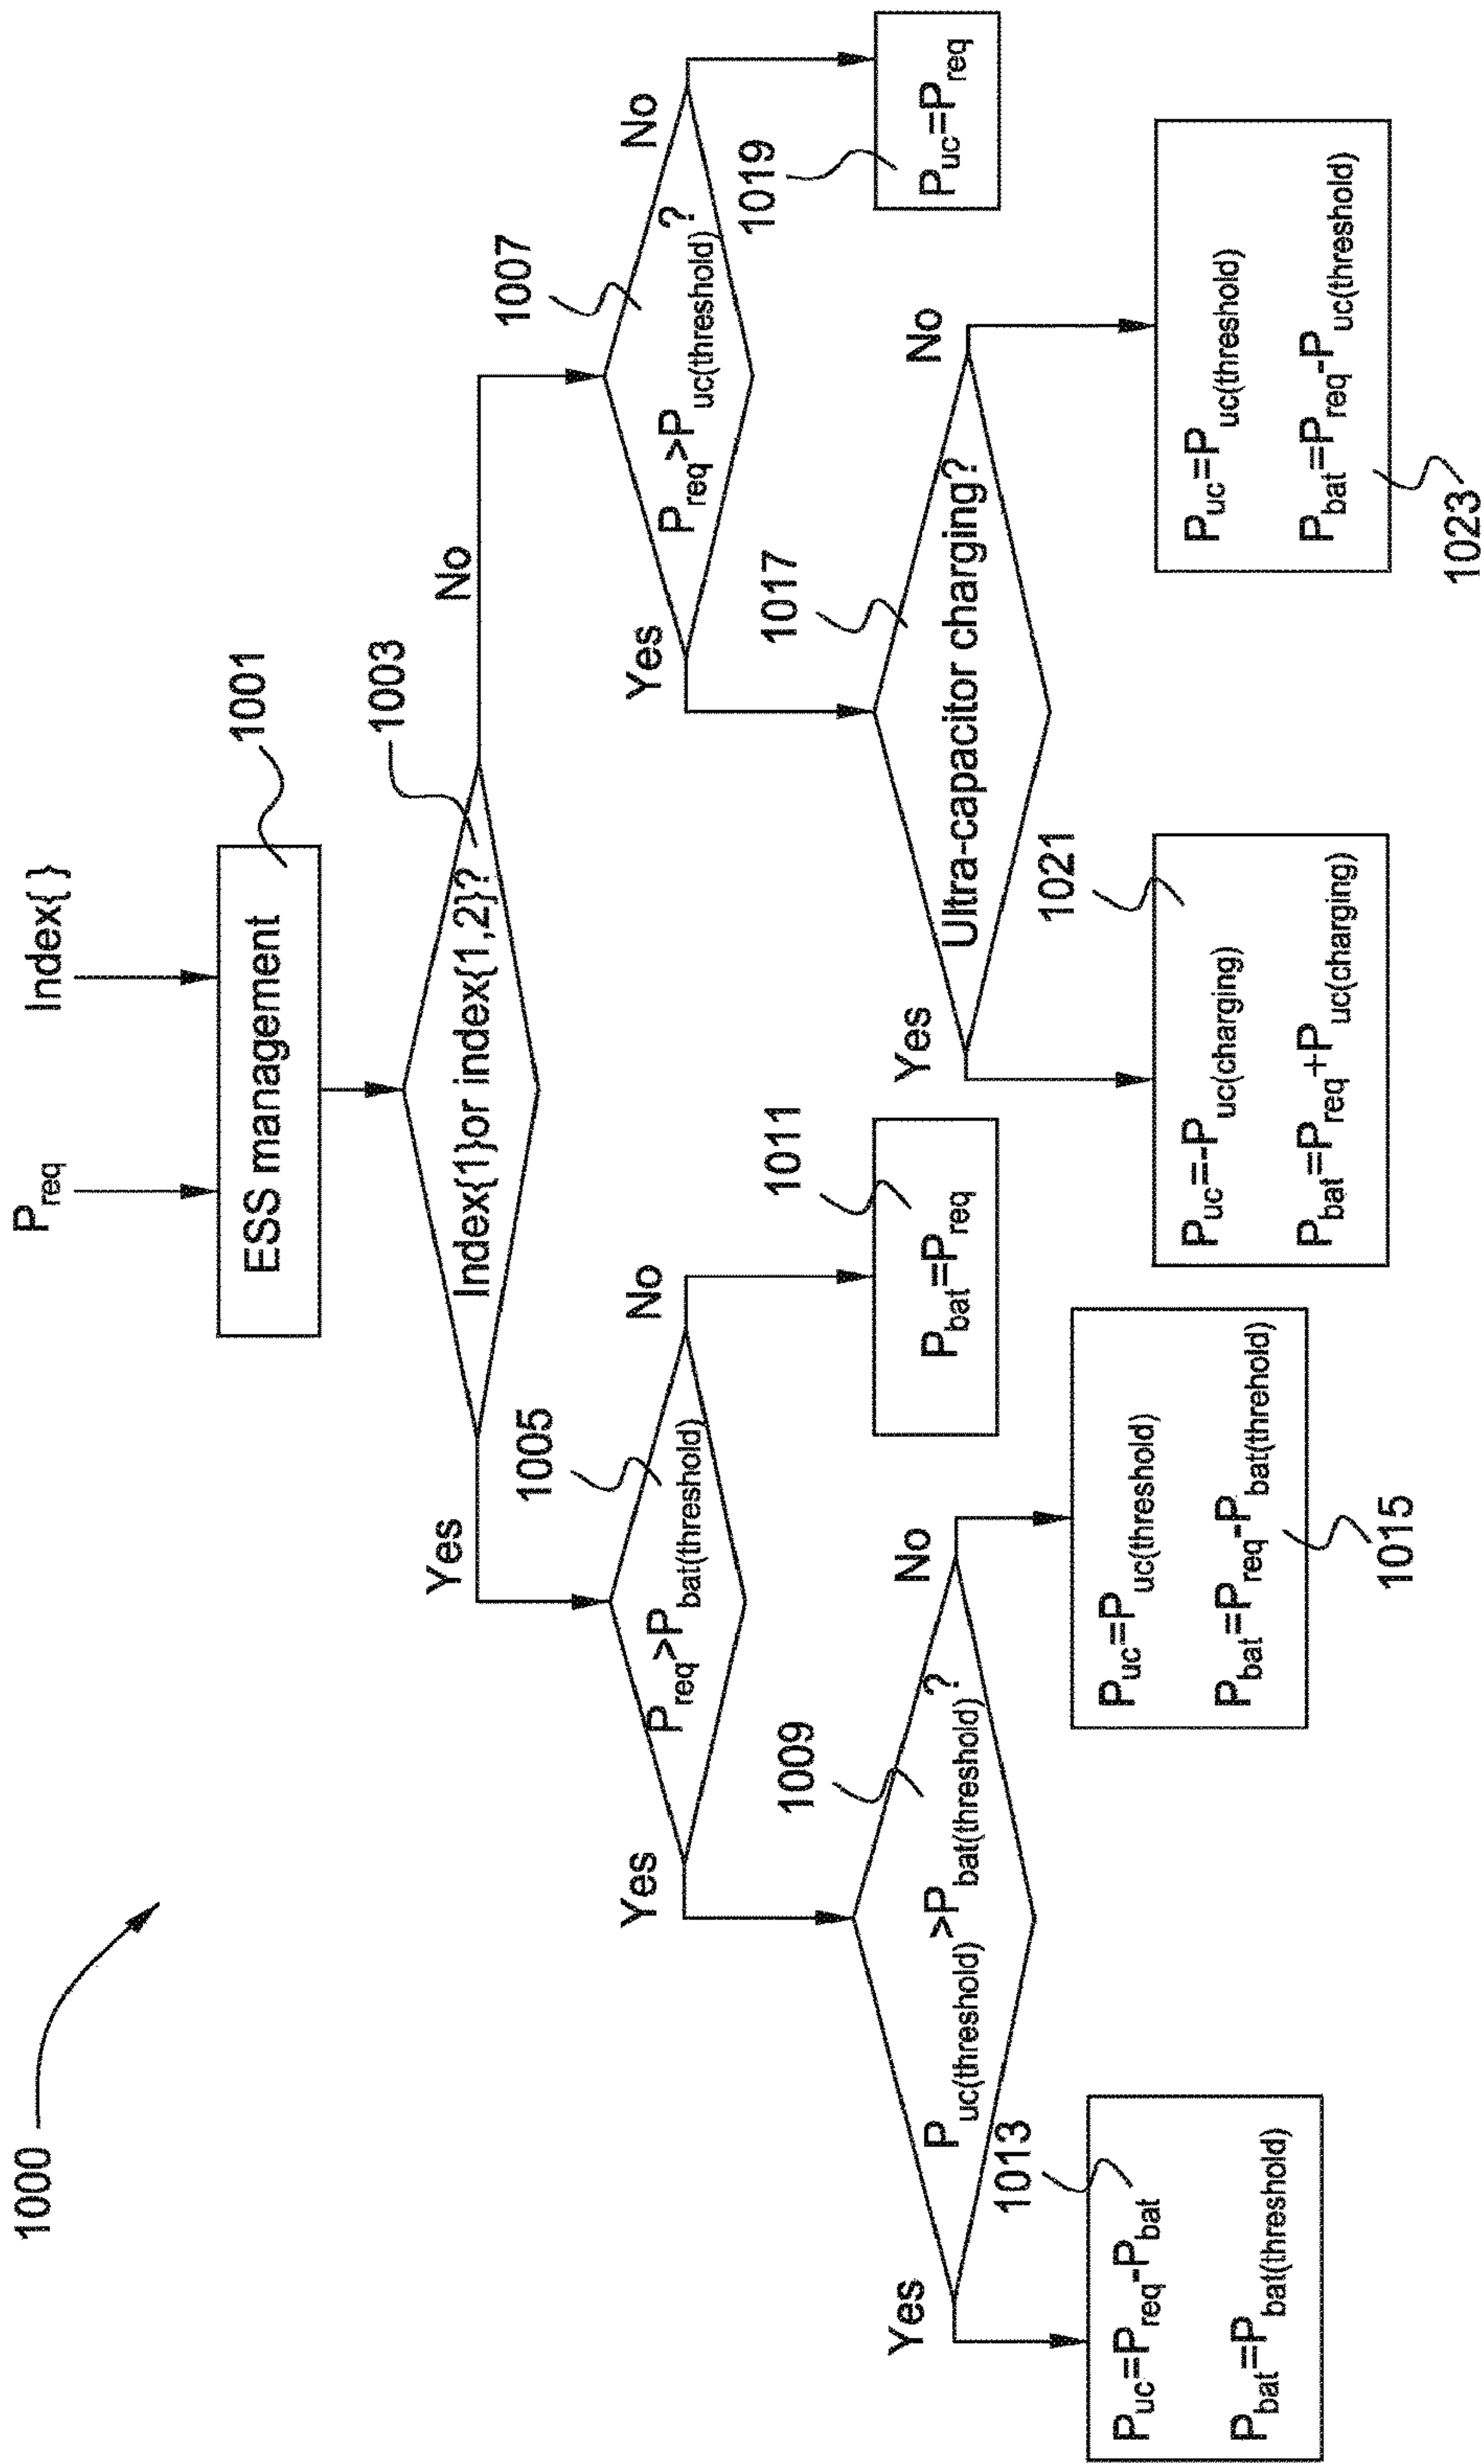 1000
P_req
Index{ }
ESS management
1001
Index{1}or index{1,2}?
1003
Yes
No
P_req>P_bat(threshold)
1005
P_req>P_uc(threshold)?
1007
Yes
No
Yes
No
P_uc(threshold)>P_bat(threshold)?
1009
P_bat=P_req
1011
Ultra-capacitor charging?
1017
P_uc=P_req
1019
Yes
No
Yes
No
P_uc=P_req-P_bat
P_bat=P_bat(threshold)
1013
P_uc=P_uc(threshold)
P_bat=P_req-P_bat(threhold)
1015
P_uc=-P_uc(charging)
P_bat=P_req+P_uc(charging)
1021
P_uc=P_uc(threshold)
P_bat=P_req-P_uc(threshold)
1023